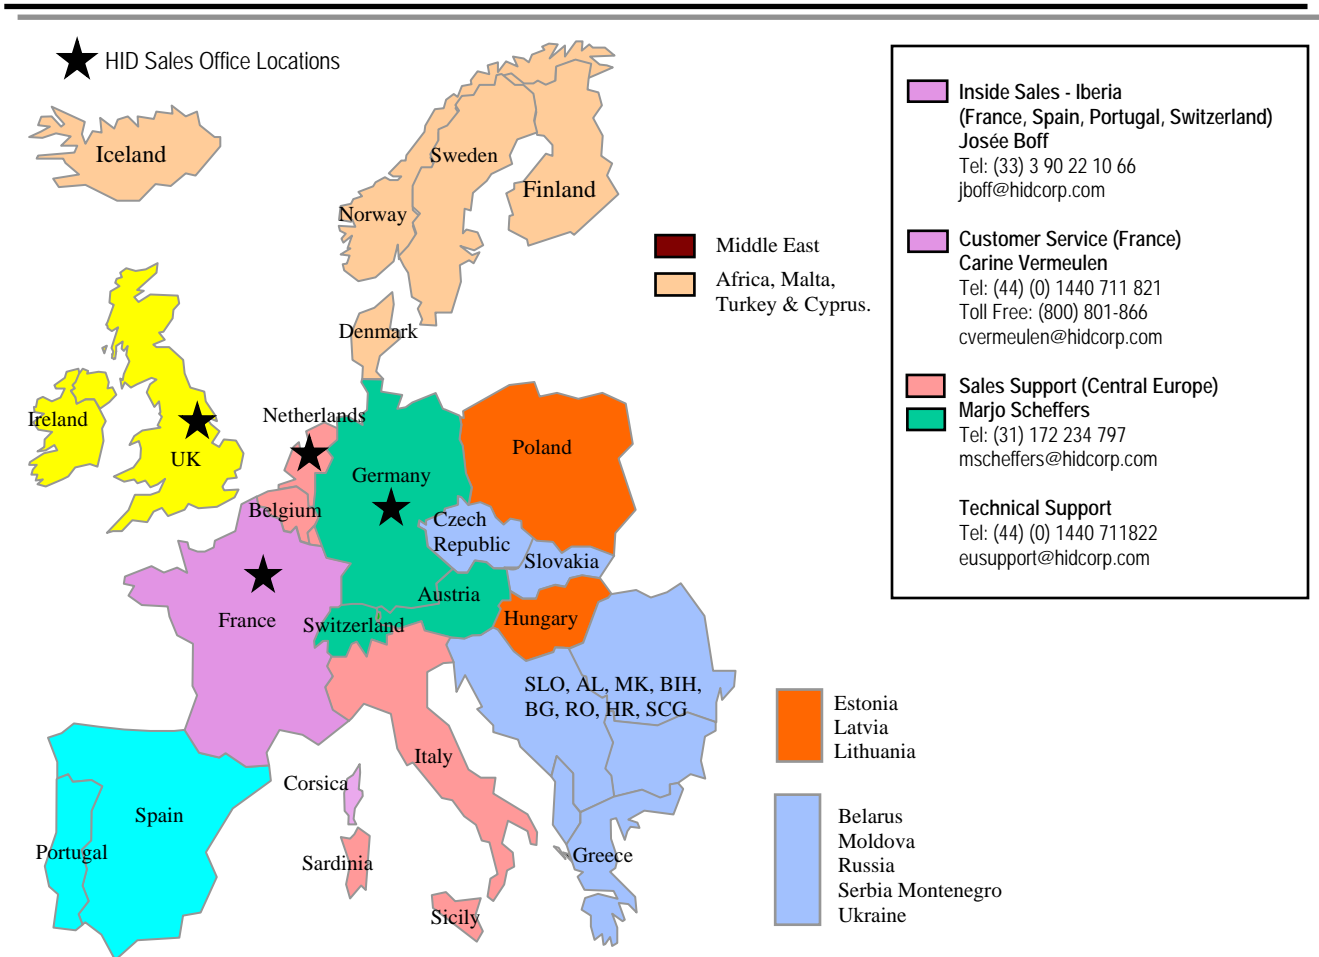 HID Sales Office Locations
Iceland
Sweden
Finland
Norway
Denmark
Middle East
Africa, Malta,
Turkey & Cyprus.
Ireland
UK
Netherlands
Germany
Belgium
Poland
Czech
Republic
Slovakia
Austria
France
Switzerland
Hungary
SLO, AL, MK, BIH,
BG, RO, HR, SCG
Italy
Corsica
Spain
Portugal
Sardinia
Sicily
Greece
Inside Sales - Iberia
(France, Spain, Portugal, Switzerland)
Josée Boff
Tel: (33) 3 90 22 10 66
jboff@hidcorp.com
Customer Service (France)
Carine Vermeulen
Tel: (44) (0) 1440 711 821
Toll Free: (800) 801-866
cvermeulen@hidcorp.com
Sales Support (Central Europe)
Marjo Scheffers
Tel: (31) 172 234 797
mscheffers@hidcorp.com
Technical Support
Tel: (44) (0) 1440 711822
eusupport@hidcorp.com
Estonia
Latvia
Lithuania
Belarus
Moldova
Russia
Serbia Montenegro
Ukraine